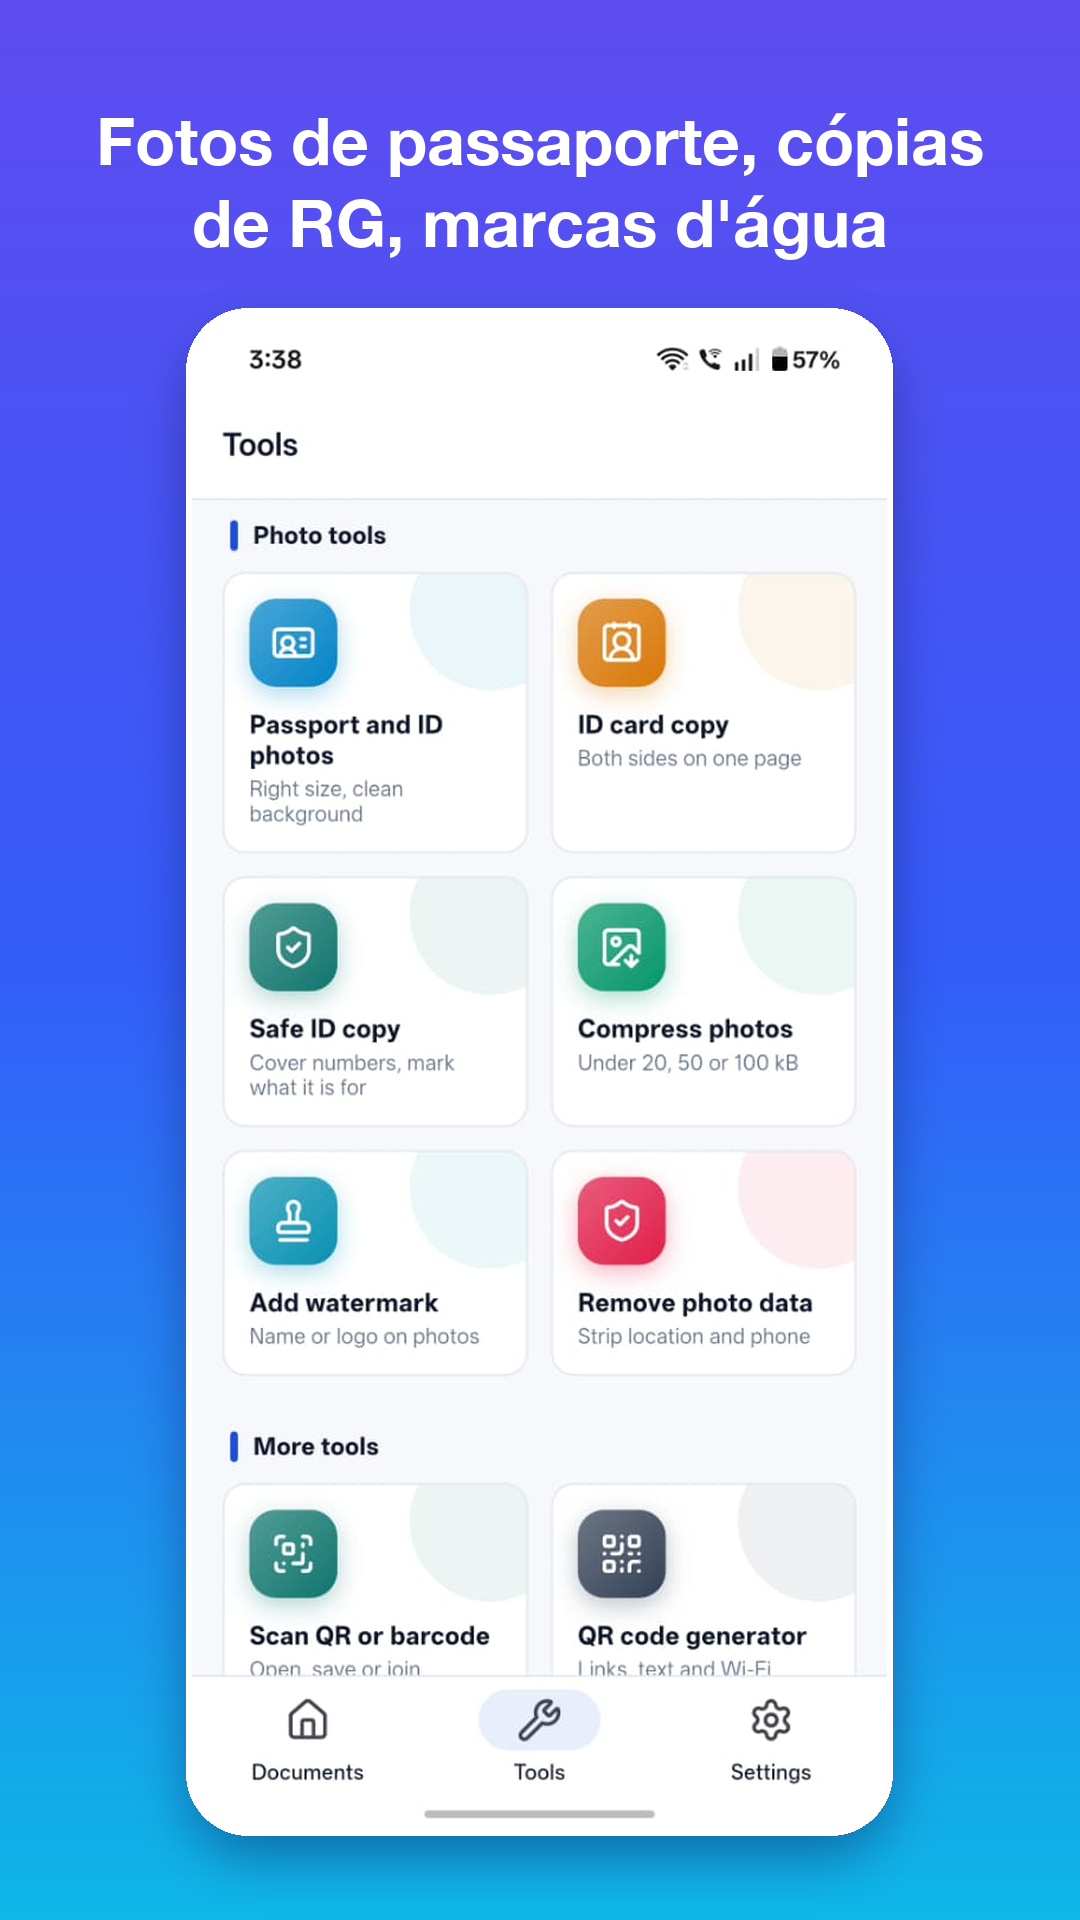 Fotos de passaporte, cópias
de RG, marcas d'água
3:38
57%
Tools
Photo tools
Passport and ID
photos
Right size, clean
background
ID card copy
Both sides on one page
Safe ID copy
Cover numbers, mark
what it is for
Compress photos
Under 20, 50 or 100 kB
Add watermark
Name or logo on photos
Remove photo data
Strip location and phone
More tools
Scan QR or barcode
Open, save or join
QR code generator
Links, text and Wi-Fi
Documents
Tools
Settings